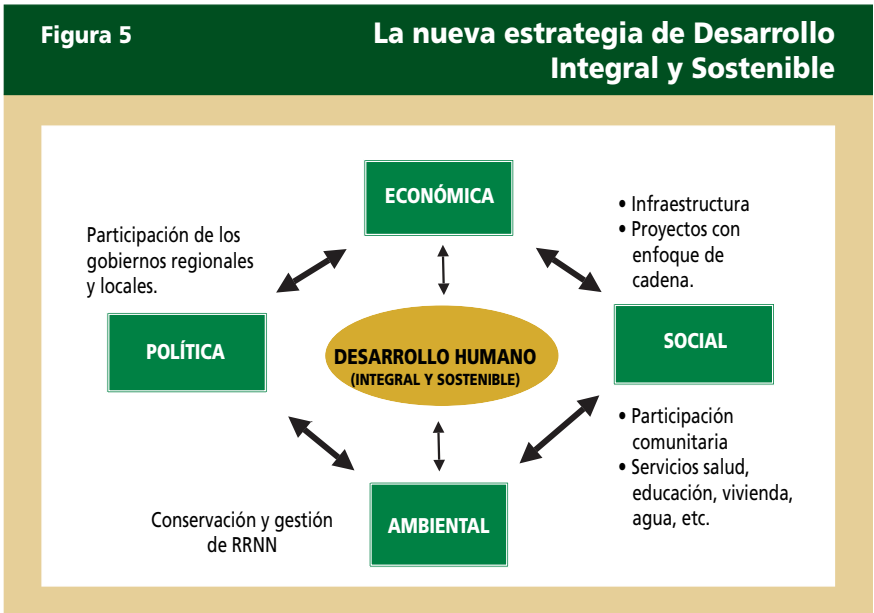 Figura 5
La nueva estrategia de Desarrollo
Integral y Sostenible
ECONÓMICA
• Infraestructura
• Proyectos con
enfoque de
cadena.
Participación de los
gobiernos regionales
y locales.
POLÍTICA
DESARROLLO HUMANO
(INTEGRAL Y SOSTENIBLE)
SOCIAL
• Participación
comunitaria
• Servicios salud,
educación, vivienda,
agua, etc.
Conservación y gestión
de RRNN
AMBIENTAL